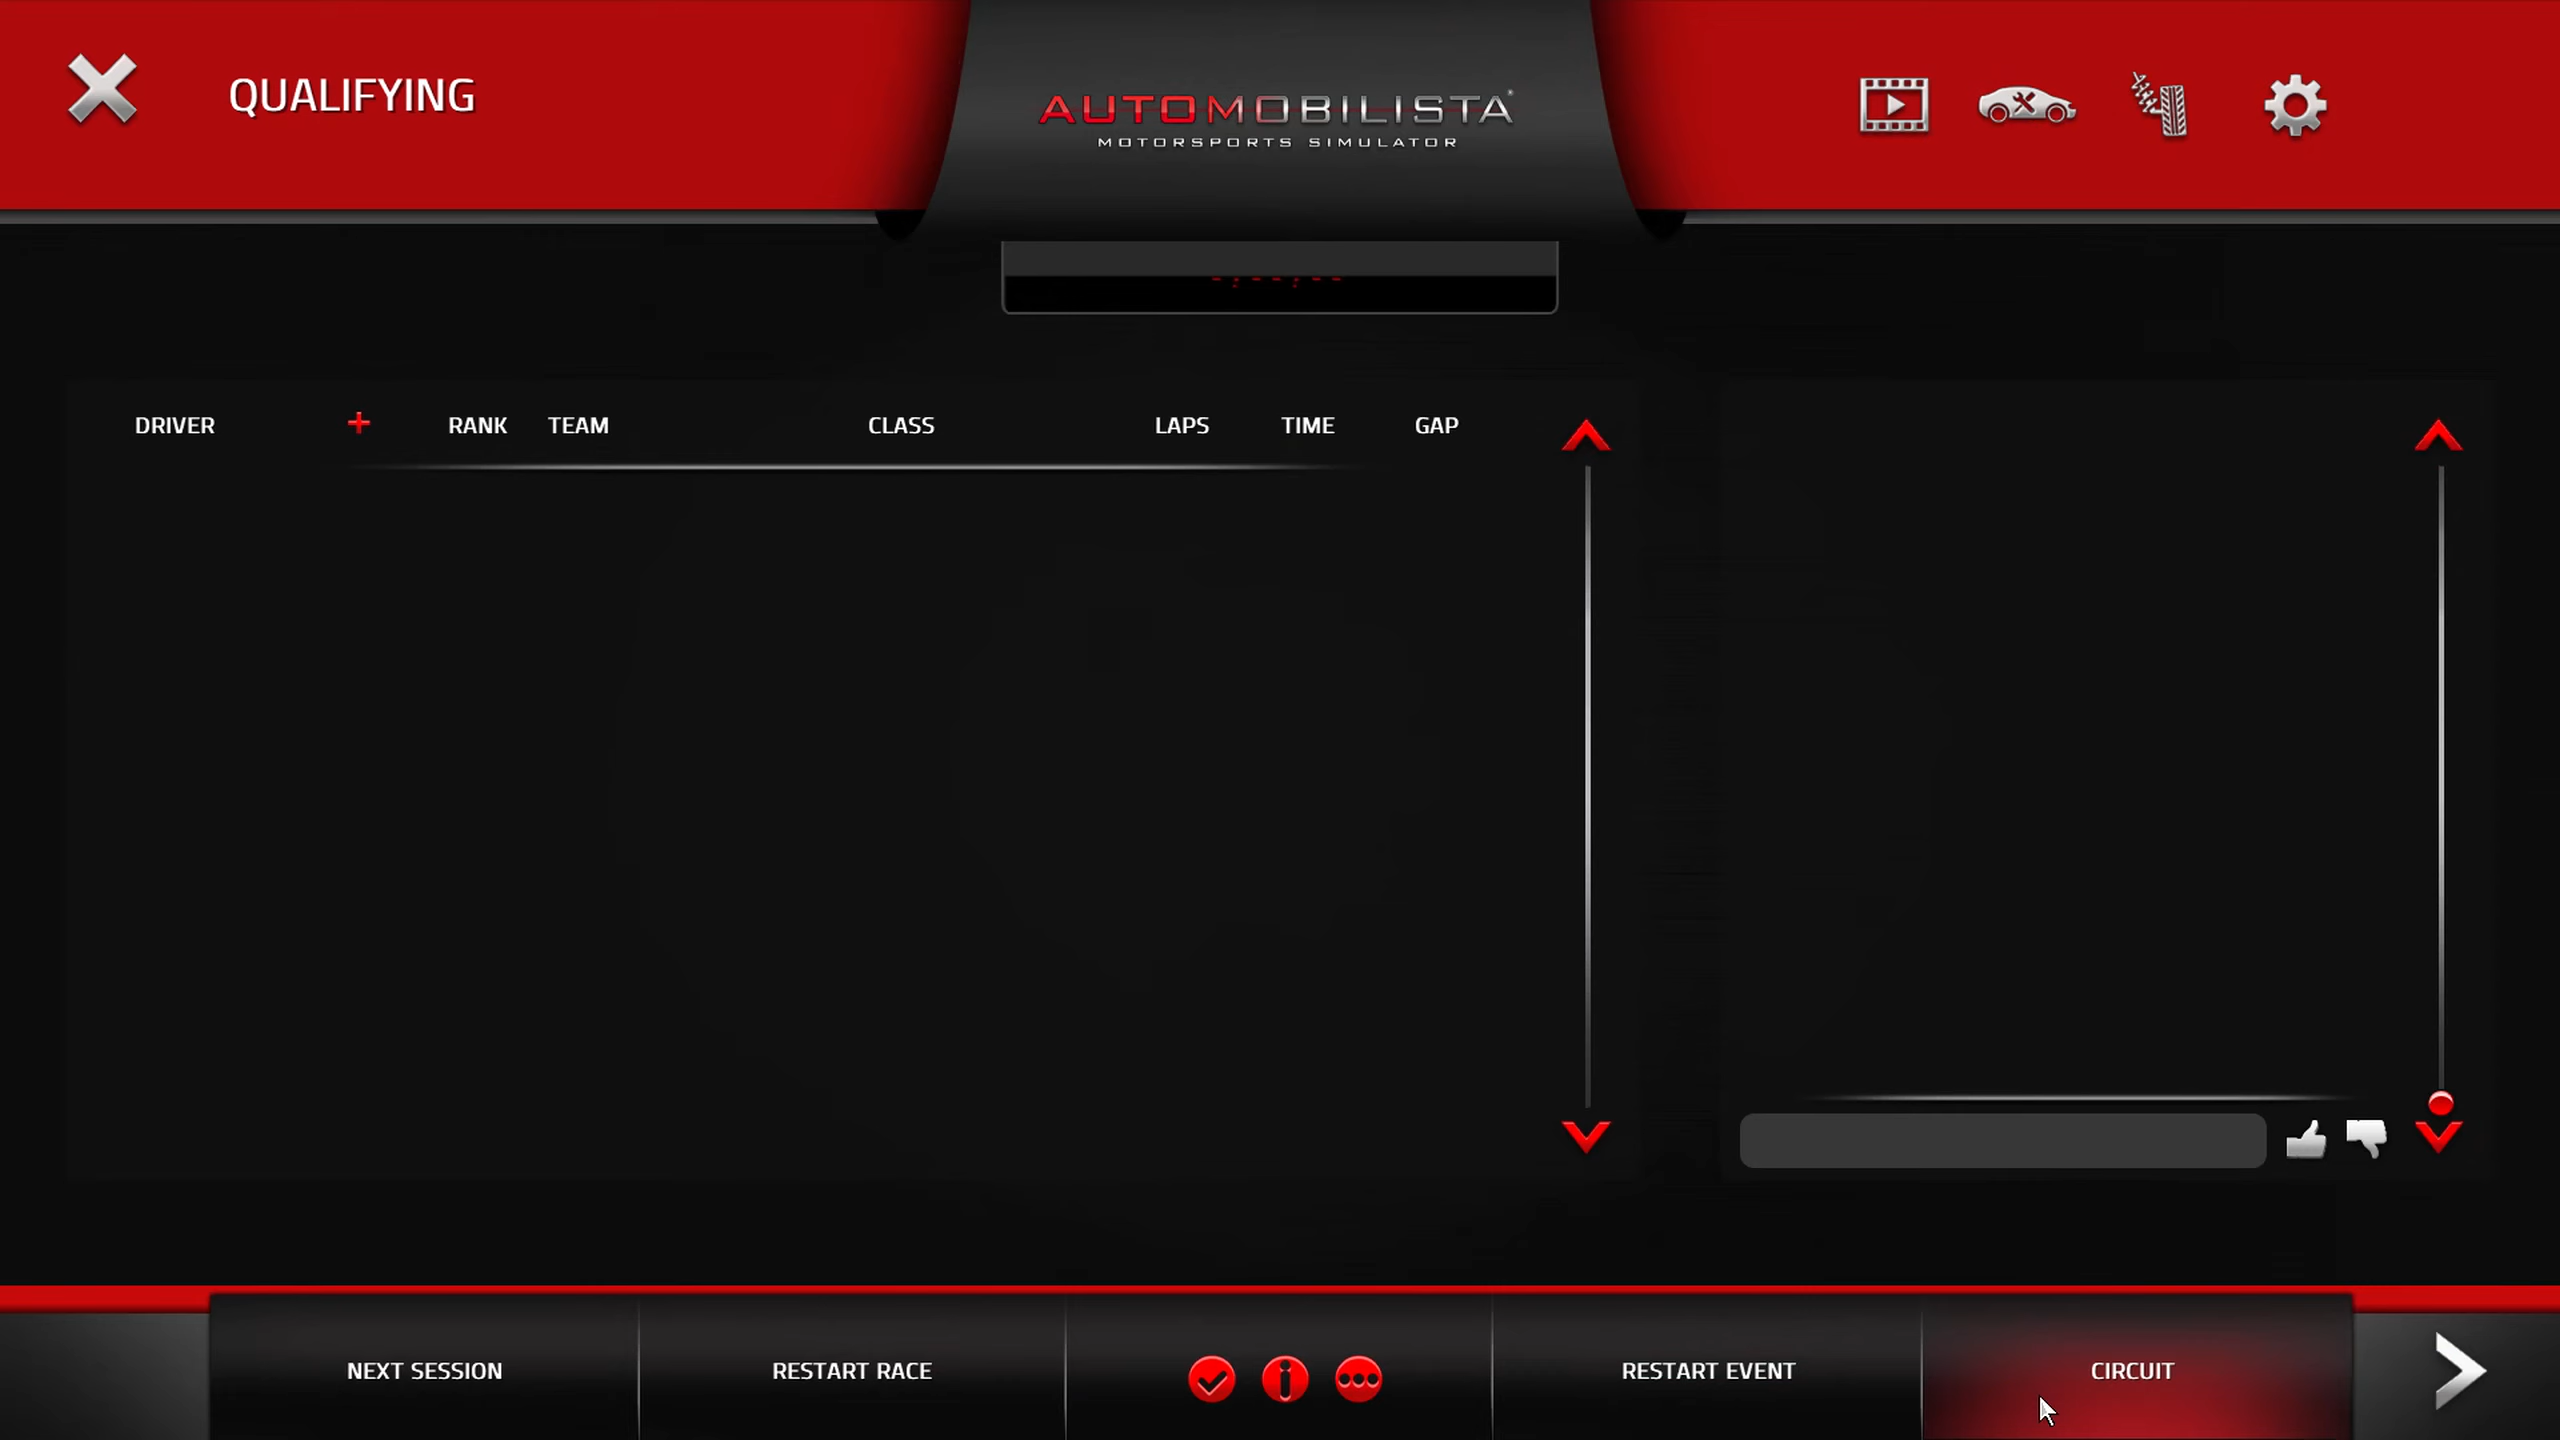 QUALIFYING
AUTOMOBILISTA
MOTORSPORTS SIMULATOR
DRIVER + RANK TEAM CLASS LAPS TIME GAP
NEXT SESSION RESTART RACE RESTART EVENT CIRCUIT